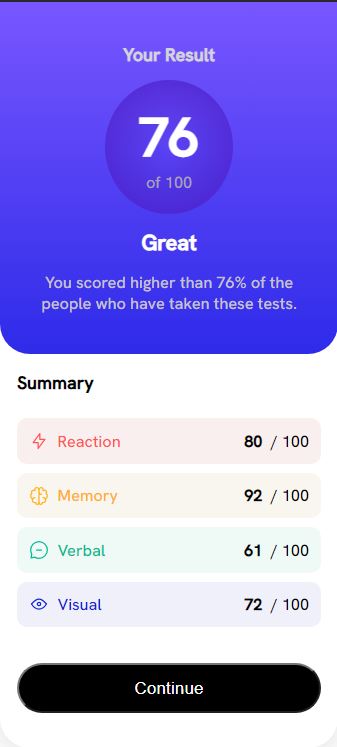 Your Result
76
of 100
Great
You scored higher than 76% of the
people who have taken these tests.
Summary
Reaction 80 / 100
Memory 92 / 100
Verbal 61 / 100
Visual 72 / 100
Continue